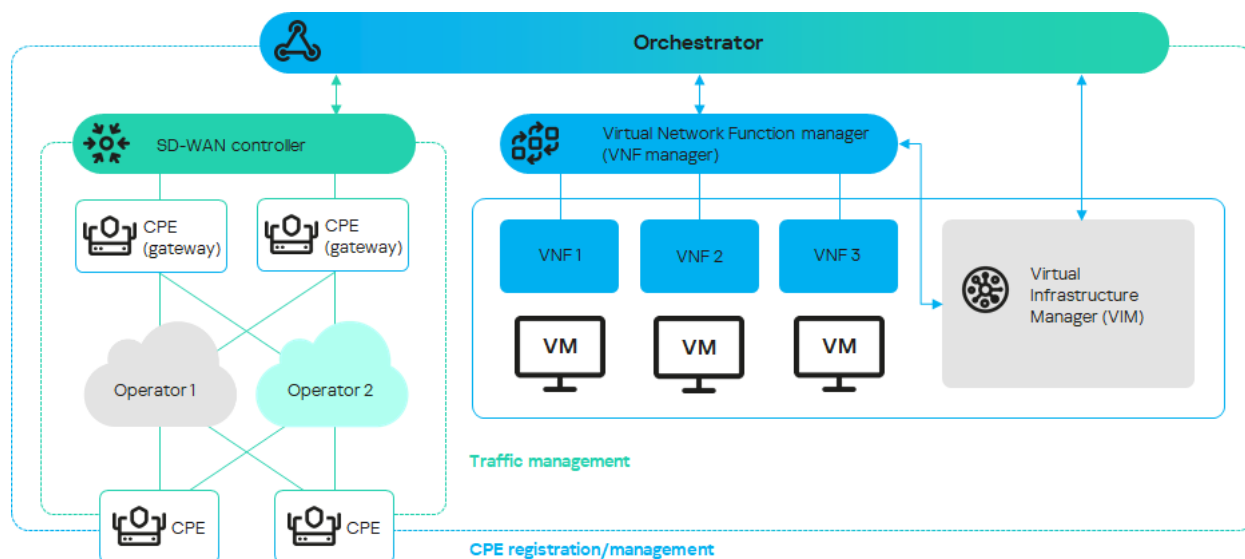 Orchestrator
SD-WAN controller
Virtual Network Function manager
(VNF manager)
CPE
(gateway)
CPE
(gateway)
VNF 1
VNF 2
VNF 3
Virtual
Infrastructure
Manager (VIM)
VM
VM
VM
Operator 1
Operator 2
Traffic management
CPE
CPE
CPE registration/management